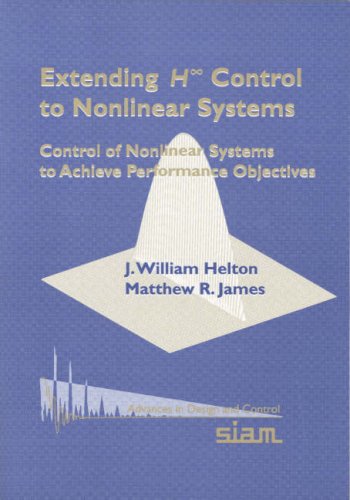 Extending H∞ Control
to Nonlinear Systems
Control of Nonlinear Systems
to Achieve Performance Objectives
J. William Helton
Matthew R. James
Advances in Design and Control
siam